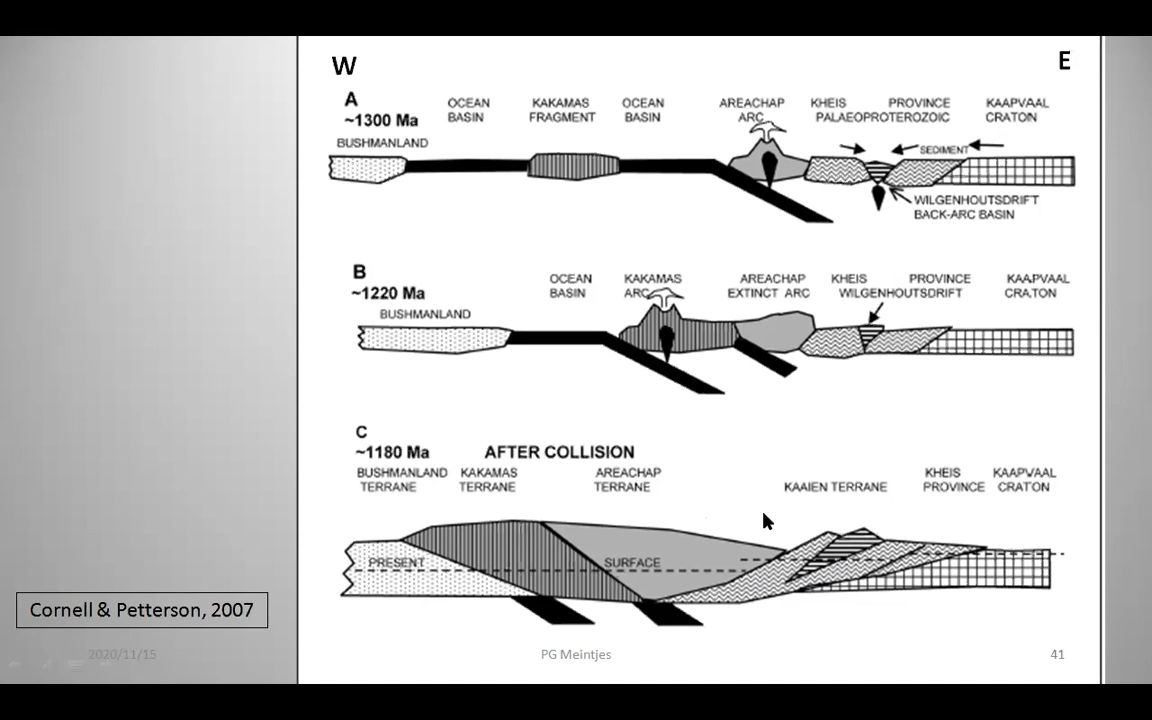 W
E
A
~1300 Ma
OCEAN
BASIN
KAKAMAS
FRAGMENT
OCEAN
BASIN
AREACHAP
ARC
KHEIS PROVINCE
PALAEOPROTEROZOIC
KAAPVAAL
CRATON
BUSHMANLAND
SEDIMENT
WILGENHOUTSDRIFT
BACK-ARC BASIN
B
~1220 Ma
OCEAN
BASIN
KAKAMAS
ARC
AREACHAP
EXTINCT ARC
KHEIS PROVINCE
WILGENHOUTSDRIFT
KAAPVAAL
CRATON
BUSHMANLAND
C
~1180 Ma AFTER COLLISION
BUSHMANLAND
TERRANE
KAKAMAS
TERRANE
AREACHAP
TERRANE
KAAIEN TERRANE
KHEIS
PROVINCE
KAAPVAAL
CRATON
PRESENT SURFACE
Cornell & Petterson, 2007
2020/11/15
PG Meintjes
41